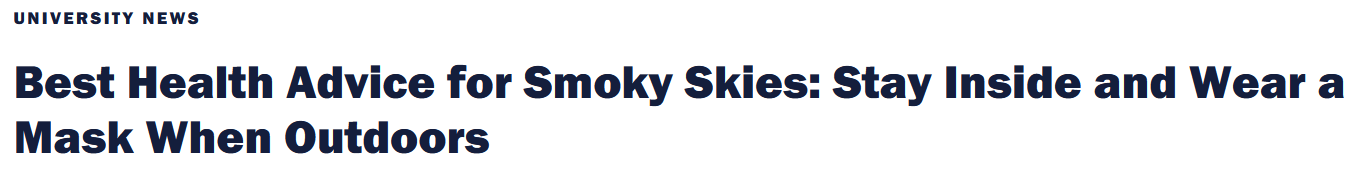 UNIVERSITY NEWS
Best Health Advice for Smoky Skies: Stay Inside and Wear a
Mask When Outdoors